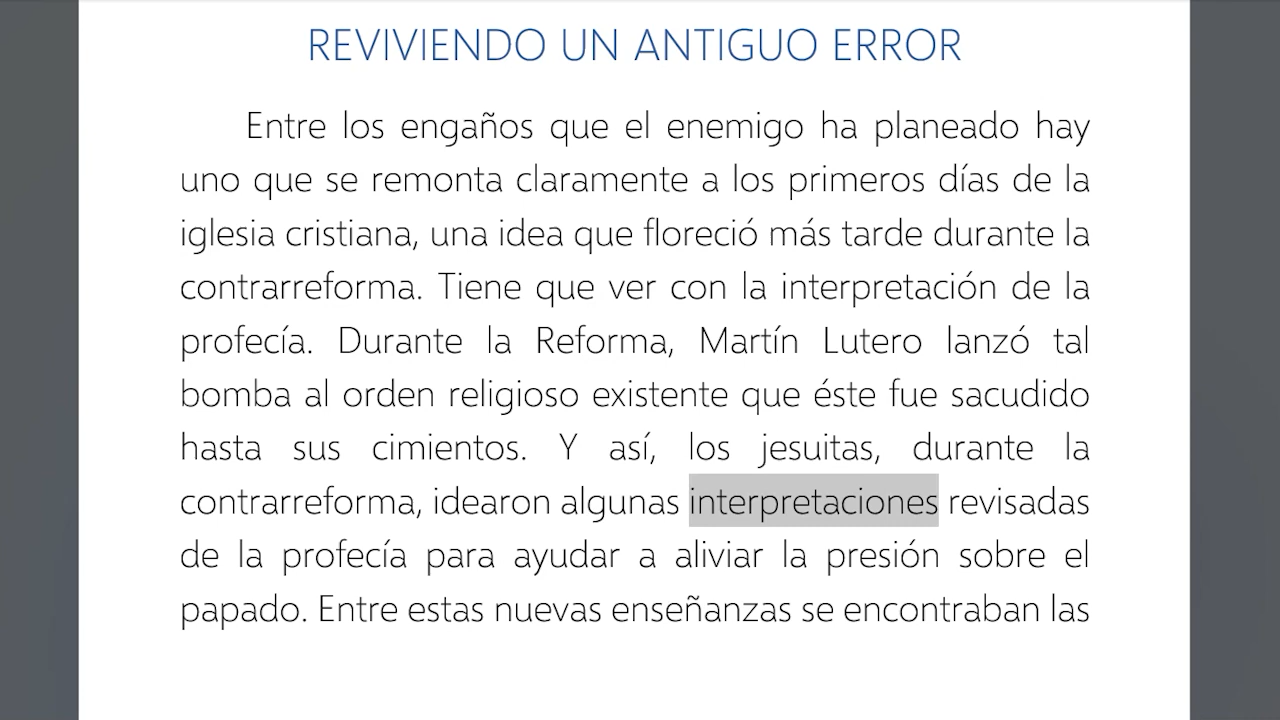 REVIVIENDO UN ANTIGUO ERROR
Entre los engaños que el enemigo ha planeado hay
uno que se remonta claramente a los primeros días de la
iglesia cristiana, una idea que floreció más tarde durante la
contrarreforma. Tiene que ver con la interpretación de la
profecía. Durante la Reforma, Martín Lutero lanzó tal
bomba al orden religioso existente que éste fue sacudido
hasta sus cimientos. Y así, los jesuitas, durante la
contrarreforma, idearon algunas interpretaciones revisadas
de la profecía para ayudar a aliviar la presión sobre el
papado. Entre estas nuevas enseñanzas se encontraban las